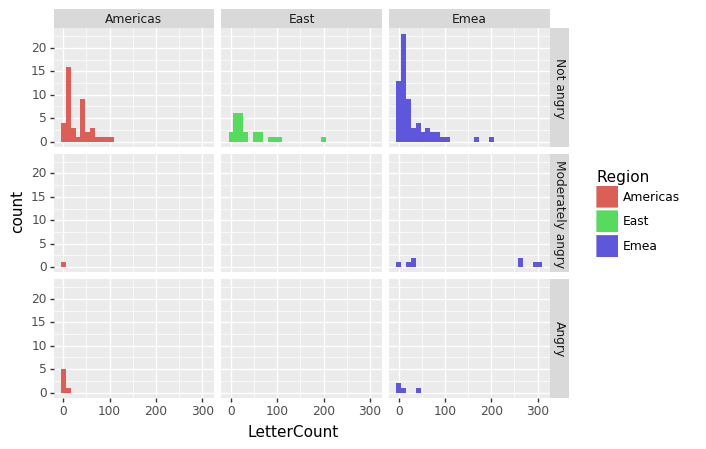 Americas East Emea
20
15
10
5
0
Not angry
20
15
10
5
0
Moderately angry
20
15
10
5
0
Angry
count
0 100 200 300 0 100 200 300 0 100 200 300
LetterCount
Region
Americas
East
Emea